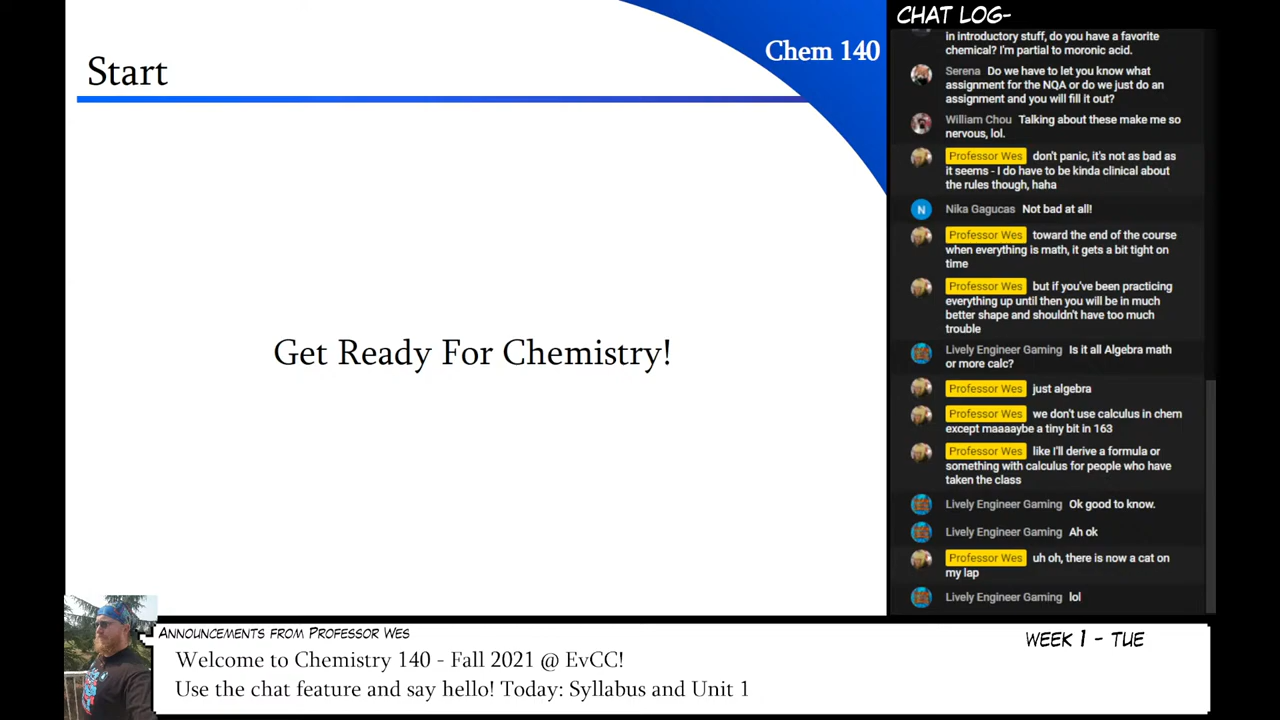 Start
Chem 140
Get Ready For Chemistry!
CHAT LOG-
in introductory stuff, do you have a favorite
chemical? I'm partial to moronic acid.
Serena Do we have to let you know what
assignment for the NQA or do we just do an
assignment and you will fill it out?
William Chou Talking about these make me so
nervous, lol.
Professor Wes don't panic, it's not as bad as
it seems - I do have to be kinda clinical about
the rules though, haha
N
Nika Gagucas Not bad at all!
Professor Wes toward the end of the course
when everything is math, it gets a bit tight on
time
Professor Wes but if you've been practicing
everything up until then you will be in much
better shape and shouldn't have too much
trouble
Lively Engineer Gaming Is it all Algebra math
or more calc?
Professor Wes just algebra
Professor Wes we don't use calculus in chem
except maaaaybe a tiny bit in 163
Professor Wes like I'll derive a formula or
something with calculus for people who have
taken the class
Lively Engineer Gaming Ok good to know.
Lively Engineer Gaming Ah ok
Professor Wes uh oh, there is now a cat on
my lap
Lively Engineer Gaming lol
ANNOUNCEMENTS FROM PROFESSOR WES
WEEK 1 - TUE
Welcome to Chemistry 140 - Fall 2021 @ EvCC!
Use the chat feature and say hello! Today: Syllabus and Unit 1